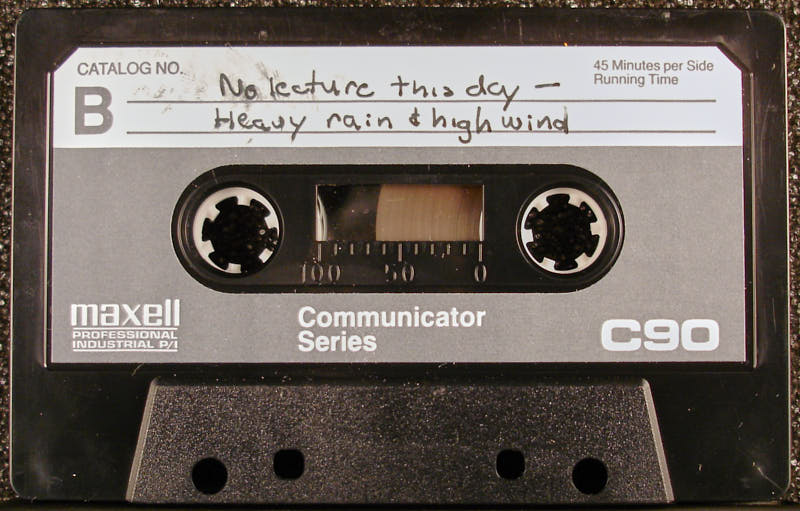 CATALOG NO.
45 Minutes per Side
Running Time
B
No lecture this day —
Heavy rain & high wind
100 50 0
maxell
PROFESSIONAL
INDUSTRIAL P/I
Communicator
Series
C90